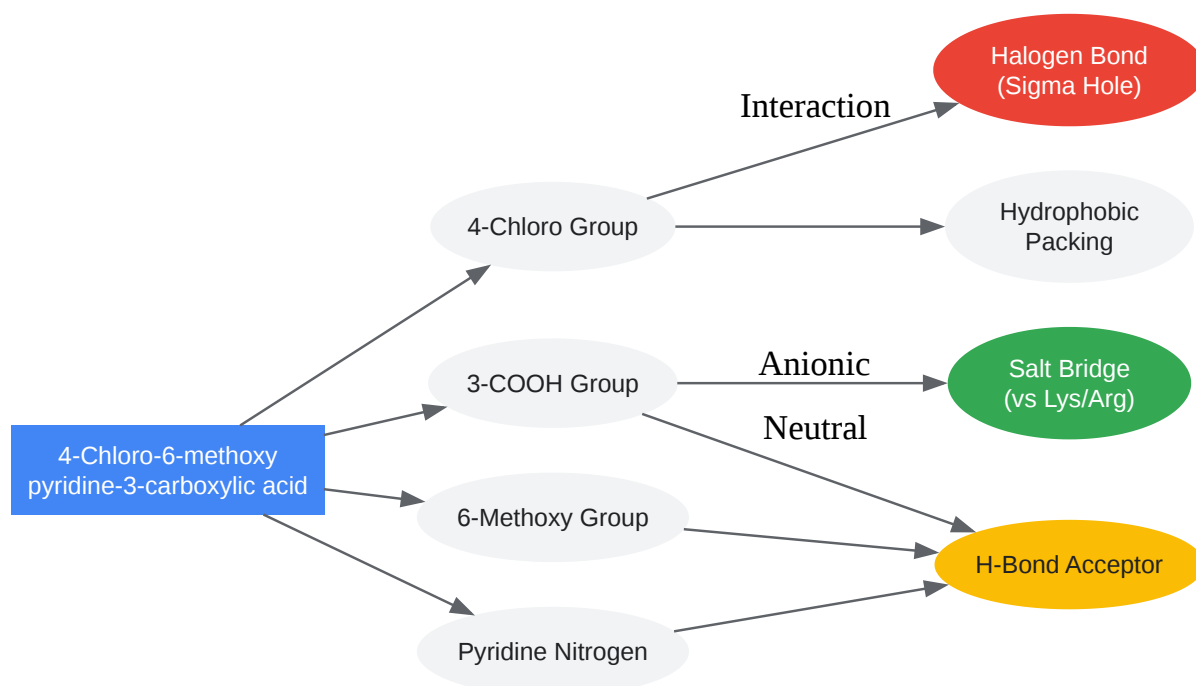 Halogen Bond
(Sigma Hole)
Interaction
4-Chloro Group
Hydrophobic
Packing
3-COOH Group
Anionic
Salt Bridge
(vs Lys/Arg)
Neutral
4-Chloro-6-methoxy
pyridine-3-carboxylic acid
6-Methoxy Group
H-Bond Acceptor
Pyridine Nitrogen